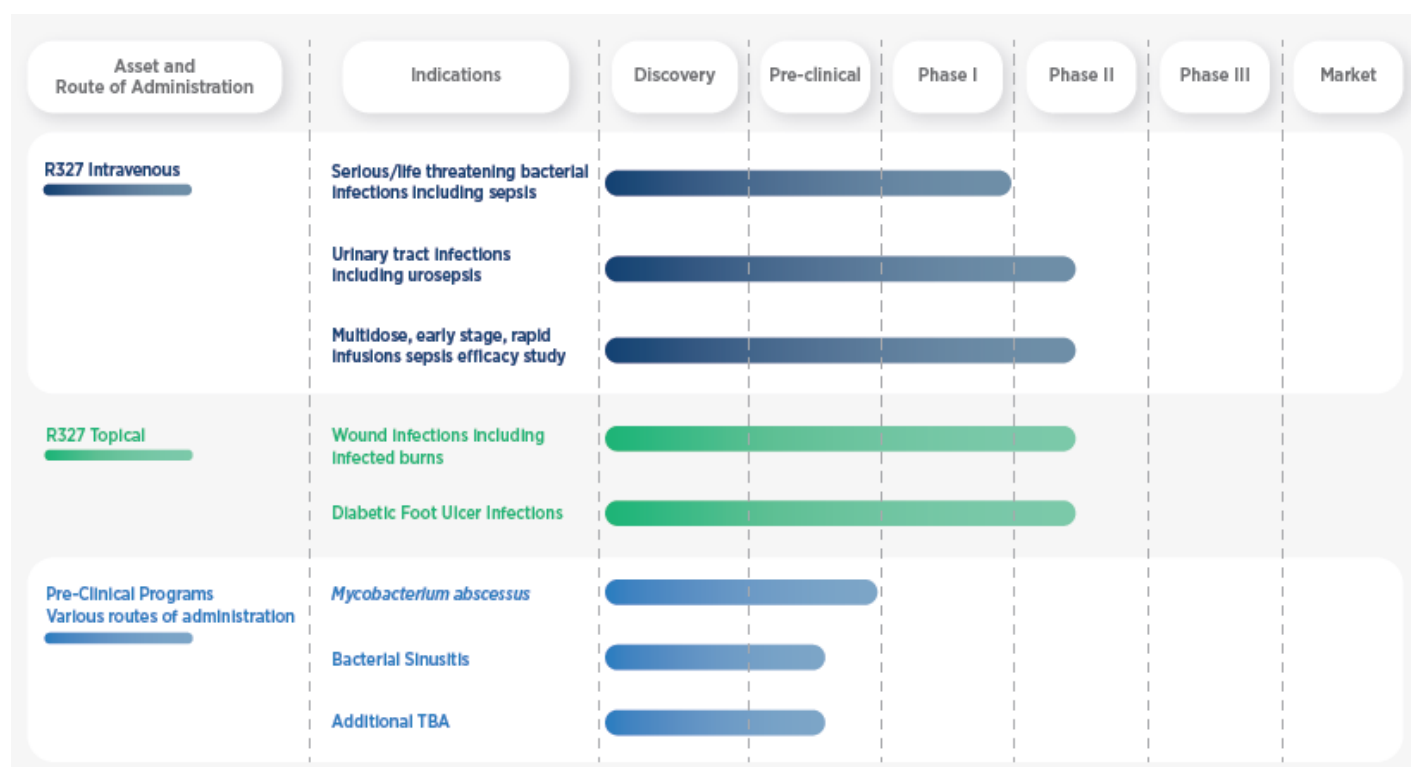 Asset and
Route of Administration
Indications
Discovery
Pre-clinical
Phase I
Phase II
Phase III
Market
R327 Intravenous
Serious/life threatening bacterial
infections including sepsis
Urinary tract infections
including urosepsis
Multidose, early stage, rapid
infusions sepsis efficacy study
R327 Topical
Wound infections including
infected burns
Diabetic Foot Ulcer Infections
Pre-Clinical Programs
Various routes of administration
Mycobacterium abscessus
Bacterial Sinusitis
Additional TBA